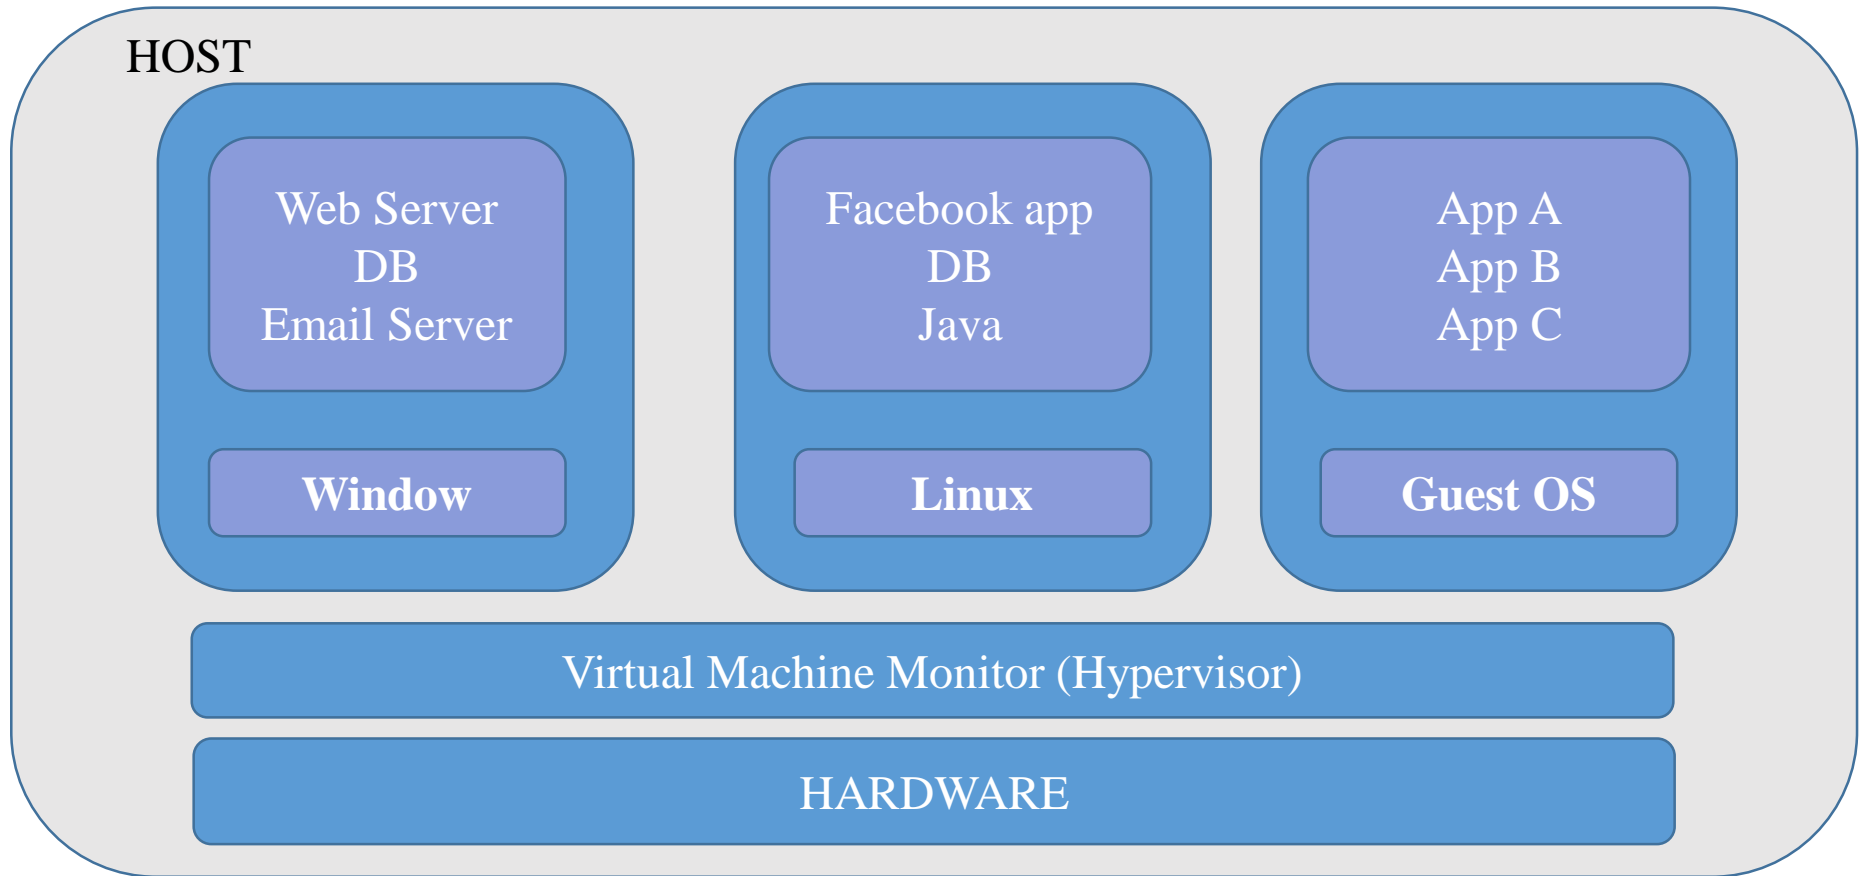 HOST
Web Server
DB
Email Server
Window
Facebook app
DB
Java
Linux
App A
App B
App C
Guest OS
Virtual Machine Monitor (Hypervisor)
HARDWARE